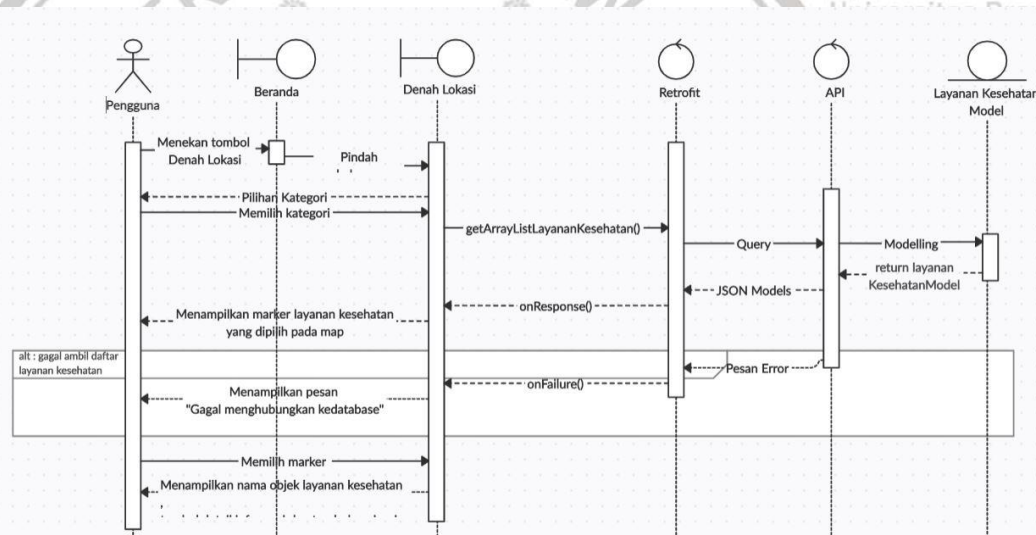 Pengguna
Beranda
Denah Lokasi
Retrofit
API
Layanan Kesehatan
Model
Menekan tombol
Denah Lokasi
Pindah
Pilihan Kategori
Memilih kategori
getArrayListLayananKesehatan()
Query
Modelling
return layanan
KesehatanModel
JSON Models
onResponse()
Menampilkan marker layanan kesehatan
yang dipilih pada map
alt : gagal ambil daftar
layanan kesehatan
Pesan Error
onFailure()
Menampilkan pesan
"Gagal menghubungkan kedatabase"
Memilih marker
Menampilkan nama objek layanan kesehatan